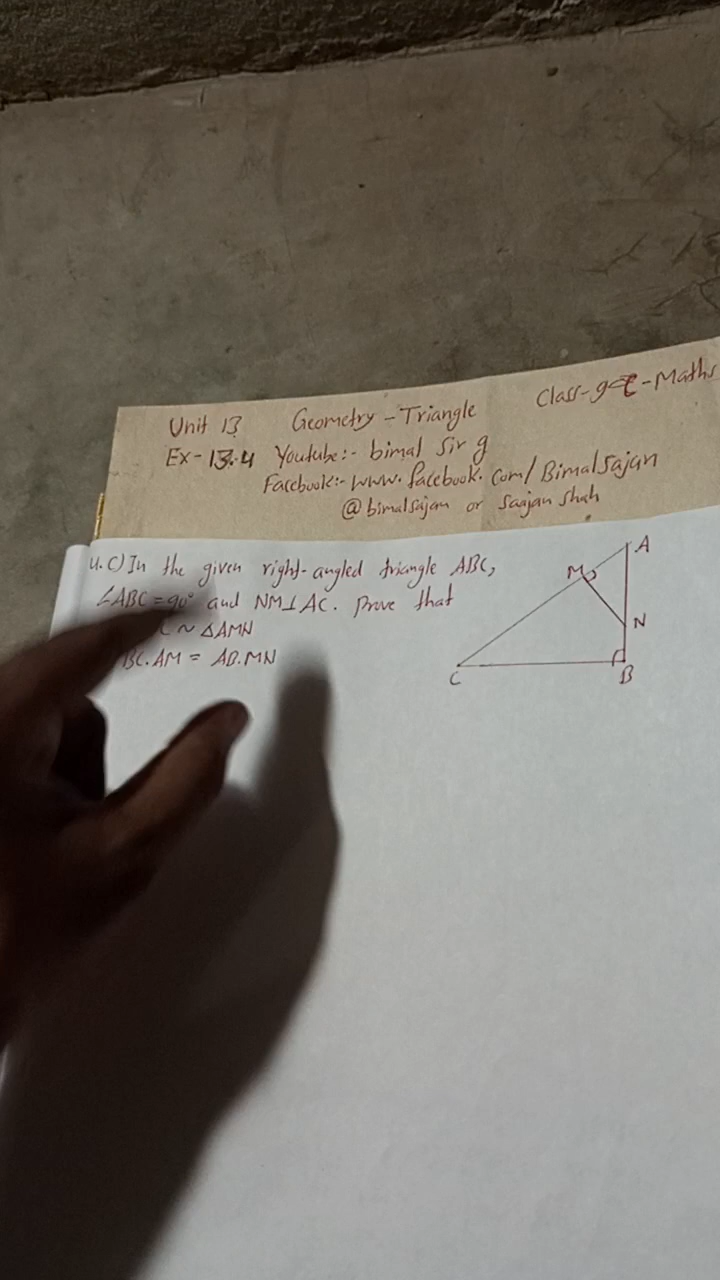 Unit 13 Geometry - Triangle Class-9 - Maths
Ex- 13.4 Youtube:- bimal Sir g
Facebook:- www.facebook.com/Bimalsajan
@bimalsajan or Saajan Shah
4.c) In the given right-angled triangle ABC,
∠ABC = 90° and NM⊥AC. Prove that
C ~ △AMN
BC.AM = AB.MN
A
M
N
C
B